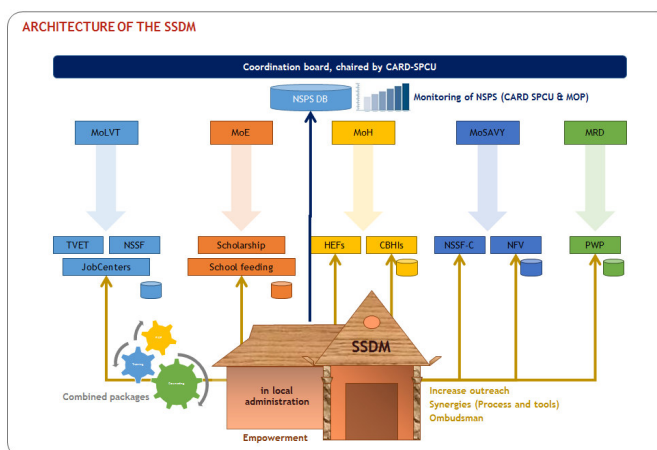 ARCHITECTURE OF THE SSDM
Coordination board, chaired by CARD-SPCU
NSPS DB
Monitoring of NSPS (CARD SPCU & MOP)
MoLVT
MoE
MoH
MoSAVY
MRD
TVET
NSSF
JobCenters
Scholarship
School feeding
HEFs
CBHIs
NSSF-C
NFV
PWP
SSDM
Combined packages
in local
administration
Empowerment
Increase outreach
Synergies (Process and tools)
Ombudsman